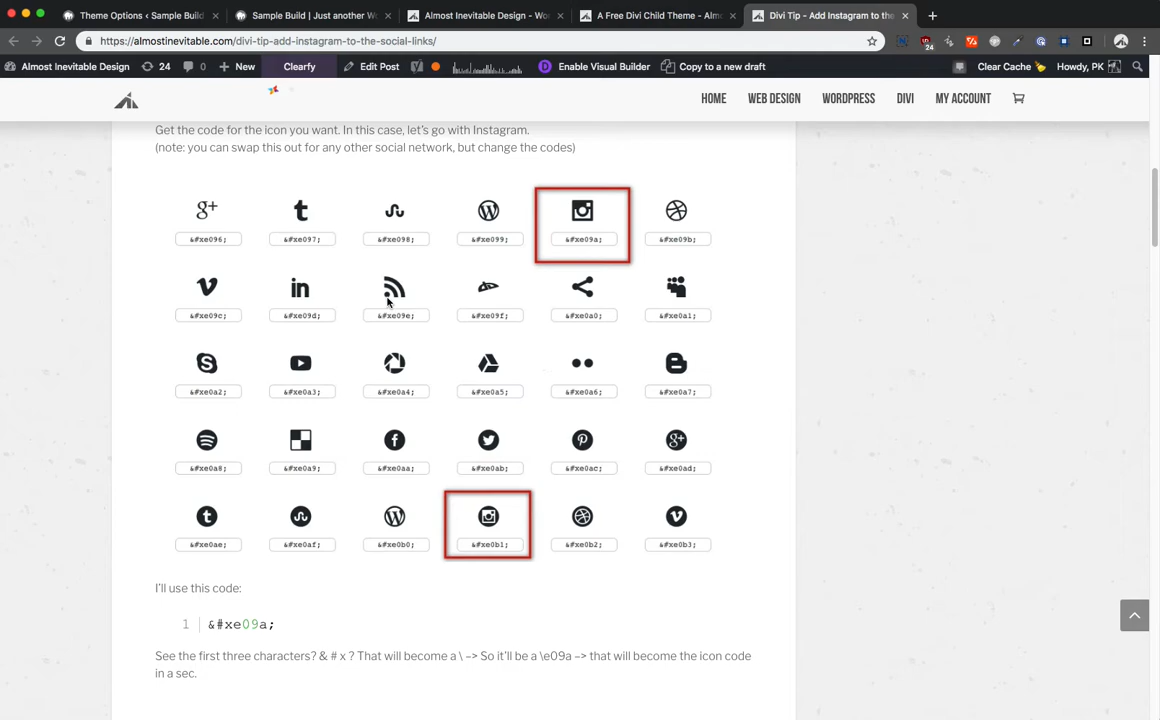 Theme Options ‹ Sample Build
Sample Build | Just another W
Almost Inevitable Design - Wo
A Free Divi Child Theme - Almo
Divi Tip - Add Instagram to the
https://almostinevitable.com/divi-tip-add-instagram-to-the-social-links/
24
Almost Inevitable Design
24
0
New
Clearfy
Edit Post
Enable Visual Builder
Copy to a new draft
Clear Cache
Howdy, PK
HOME
WEB DESIGN
WORDPRESS
DIVI
MY ACCOUNT
Get the code for the icon you want. In this case, let's go with Instagram.
(note: you can swap this out for any other social network, but change the codes)
&#xe096; &#xe097; &#xe098; &#xe099; &#xe09a; &#xe09b;
&#xe09c; &#xe09d; &#xe09e; &#xe09f; &#xe0a0; &#xe0a1;
&#xe0a2; &#xe0a3; &#xe0a4; &#xe0a5; &#xe0a6; &#xe0a7;
&#xe0a8; &#xe0a9; &#xe0aa; &#xe0ab; &#xe0ac; &#xe0ad;
&#xe0ae; &#xe0af; &#xe0b0; &#xe0b1; &#xe0b2; &#xe0b3;
I'll use this code:
1 &#xe09a;
See the first three characters? & # x ? That will become a \ –> So it'll be a \e09a –> that will become the icon code
in a sec.